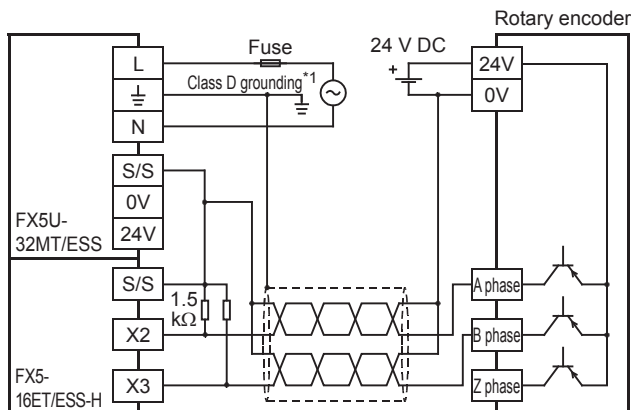 Rotary encoder
L
Fuse
24 V DC
+
24V
Class D grounding*1
0V
N
S/S
0V
24V
FX5U-
32MT/ESS
S/S
1.5
kΩ
A phase
X2
B phase
FX5-
16ET/ESS-H
X3
Z phase